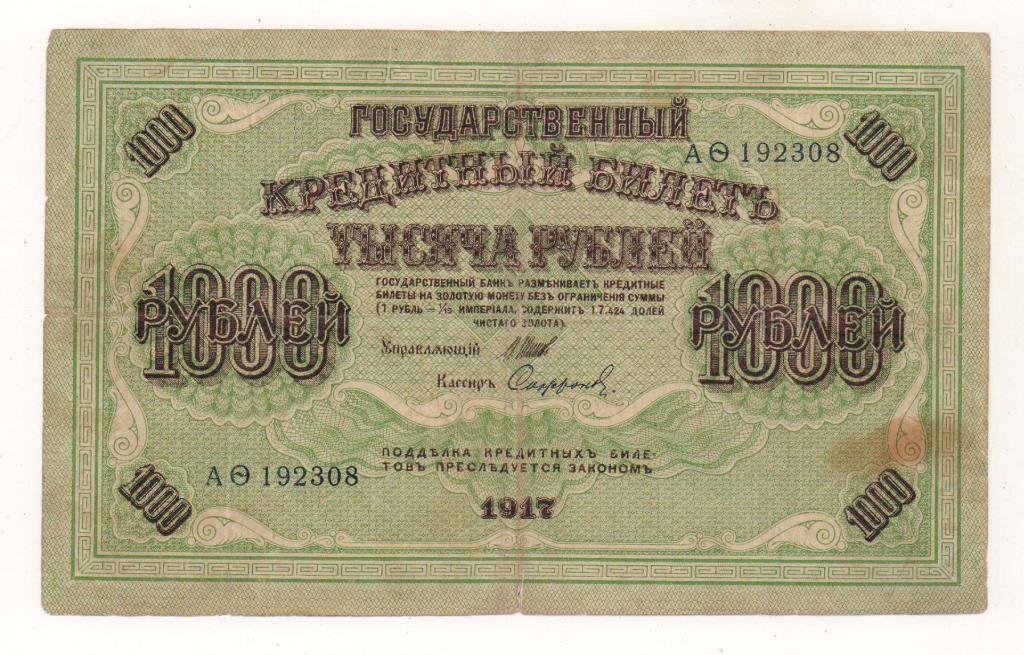 1000
1000
ГОСУДАРСТВЕННЫЙ
АѲ 192308
КРЕДИТНЫЙ БИЛЕТЪ
ТЫСЯЧА РУБЛЕЙ
1000
РУБЛЕЙ
1000
РУБЛЕЙ
ГОСУДАРСТВЕННЫЙ БАНКЪ РАЗМѢНИВАЕТЪ КРЕДИТНЫЕ
БИЛЕТЫ НА ЗОЛОТУЮ МОНЕТУ БЕЗЪ ОГРАНИЧЕНІЯ СУММЫ
(1 РУБЛЬ = 1/15 ИМПЕРІАЛА, СОДЕРЖИТЪ 17,424 ДОЛЕЙ
ЧИСТАГО ЗОЛОТА).
Управляющій
Кассиръ
ПОДДѢЛКА КРЕДИТНЫХЪ БИЛЕ-
ТОВЪ ПРЕСЛѢДУЕТСЯ ЗАКОНОМЪ
АѲ 192308
1000
1000
1917